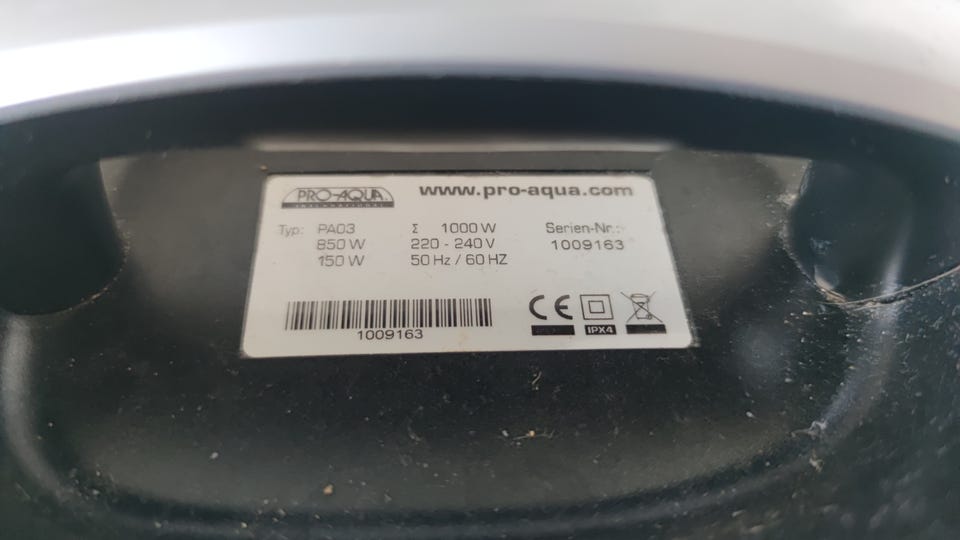 PRO-AQUA
INTERNATIONAL
www.pro-aqua.com
Typ: PA03 Σ 1000 W Serien-Nr.:
850 W 220 - 240 V 1009163
150 W 50 Hz / 60 HZ
CE
IPX4
1009163